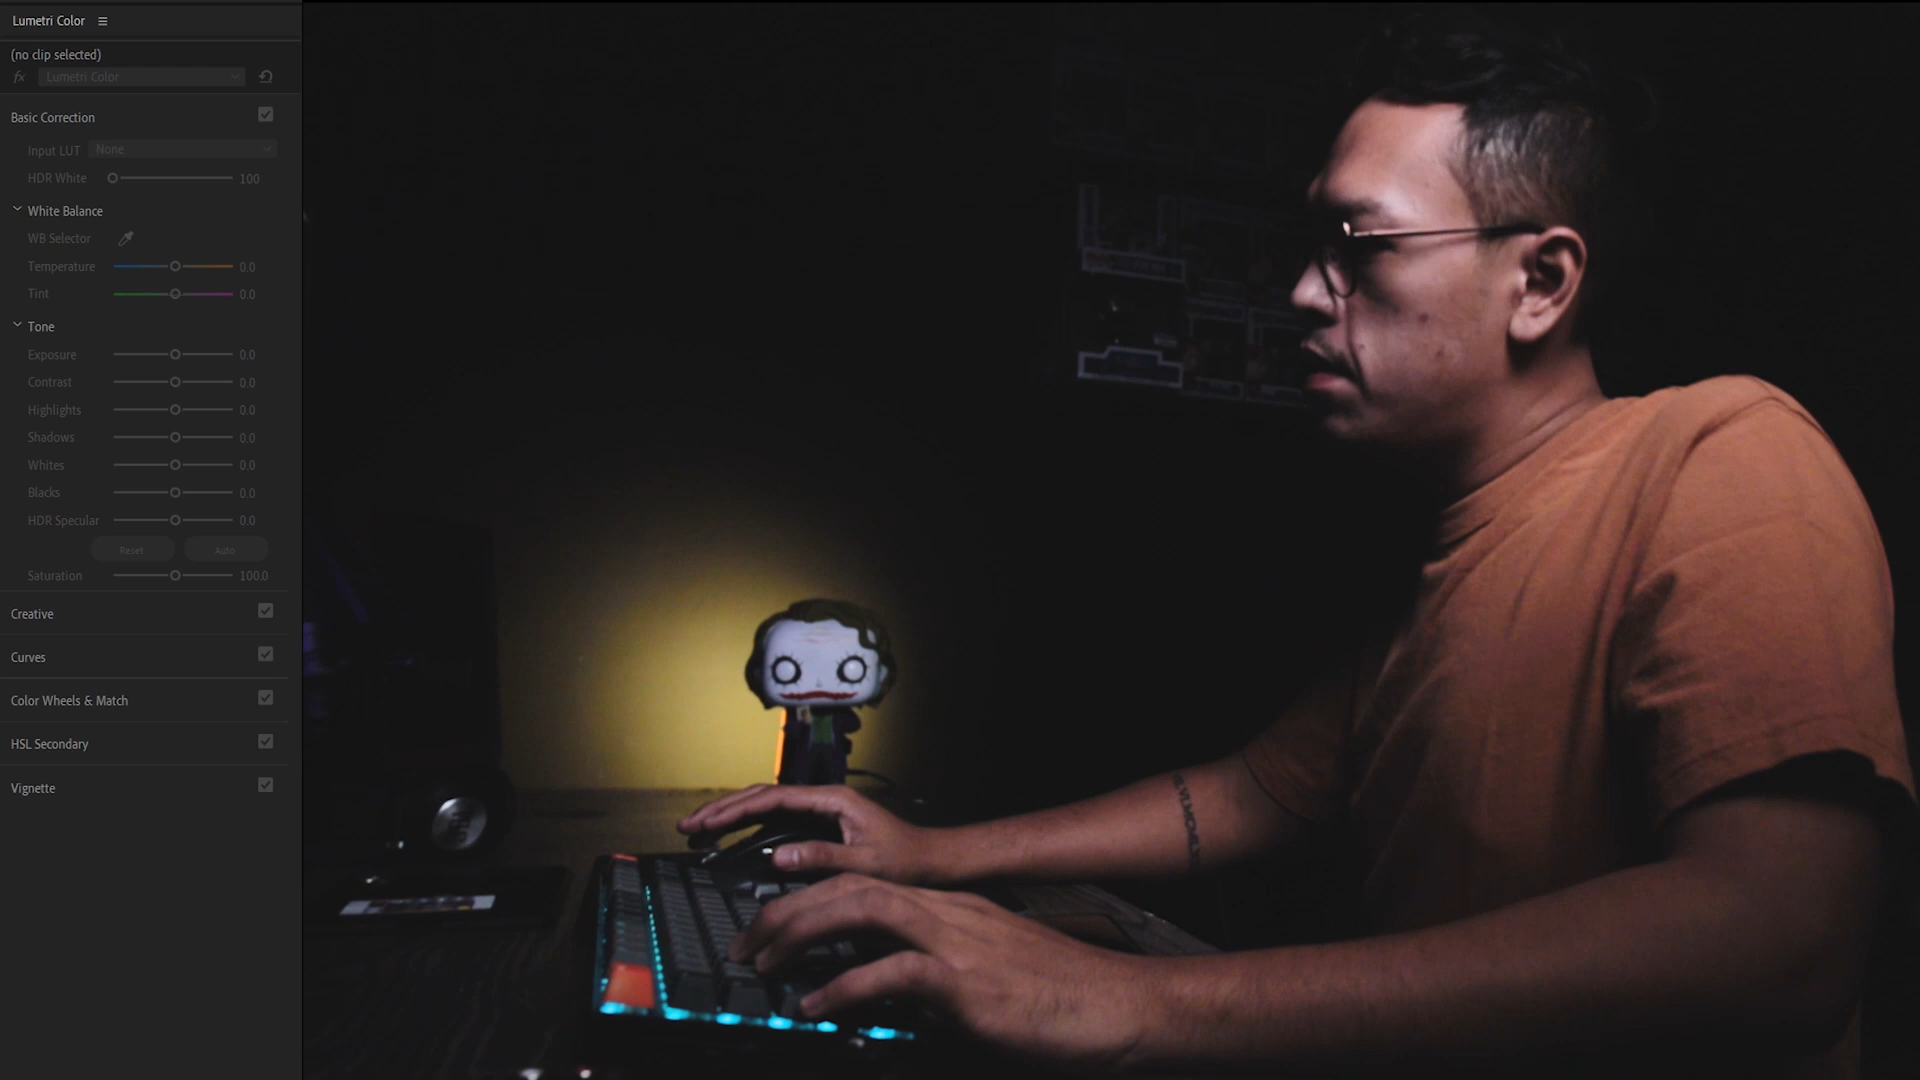 Lumetri Color
(no clip selected)
fx Lumetri Color
Basic Correction
Input LUT None
HDR White 100
White Balance
WB Selector
Temperature 0.0
Tint 0.0
Tone
Exposure 0.0
Contrast 0.0
Highlights 0.0
Shadows 0.0
Whites 0.0
Blacks 0.0
HDR Specular 0.0
Reset Auto
Saturation 100.0
Creative
Curves
Color Wheels & Match
HSL Secondary
Vignette